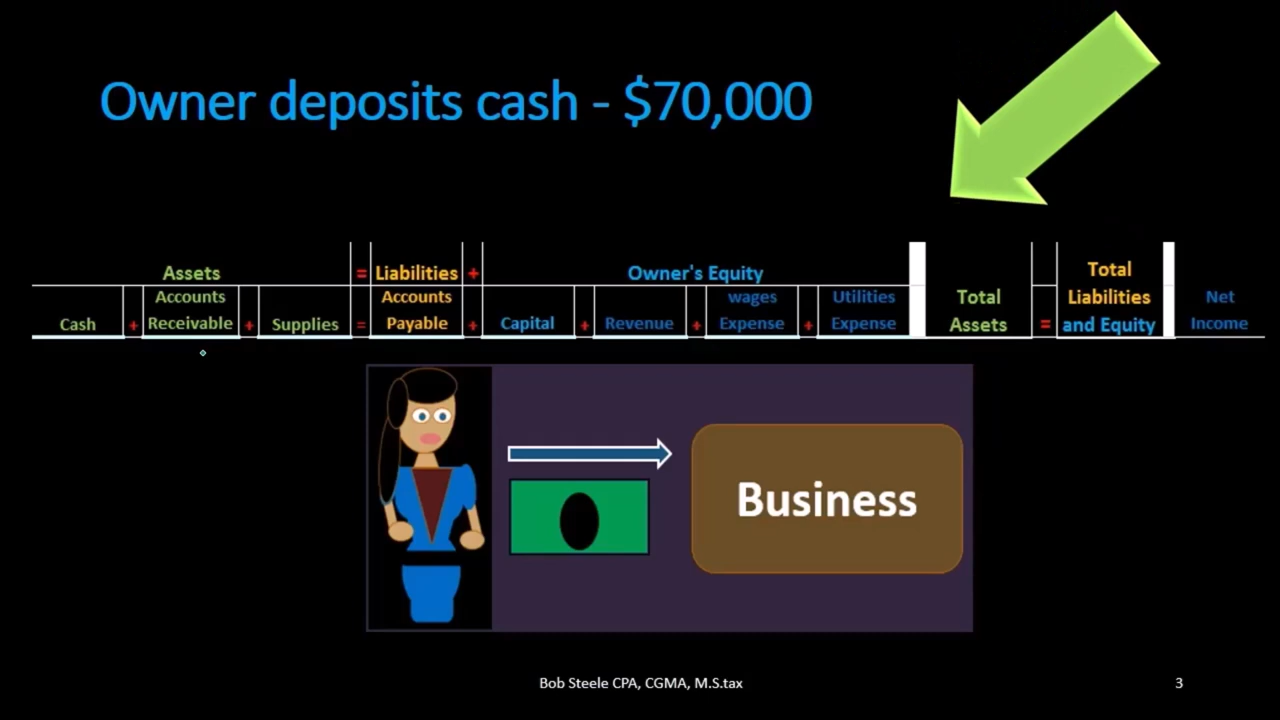 Owner deposits cash - $70,000
Assets = Liabilities + Owner's Equity Total
Accounts Accounts wages Utilities Total Liabilities Net
Cash + Receivable + Supplies = Payable + Capital + Revenue + Expense + Expense Assets = and Equity Income
Business
Bob Steele CPA, CGMA, M.S.tax
3